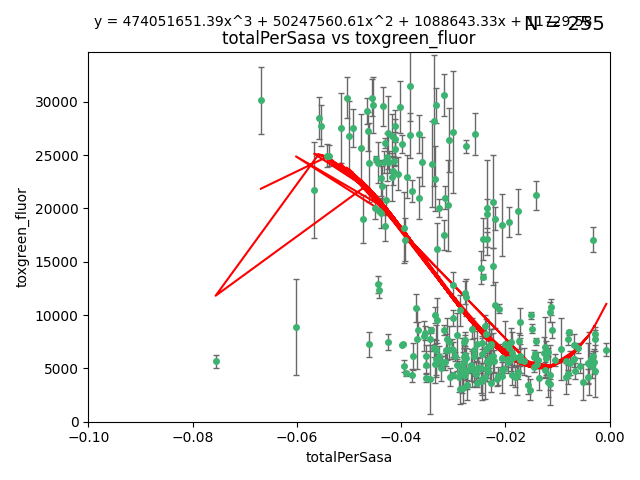 y = 474051651.39x^3 + 50247560.61x^2 + 1088643.33x +
N = 255
totalPerSasa vs toxgreen_fluor
30000
25000
20000
15000
10000
5000
0
toxgreen_fluor
−0.10
−0.08
−0.06
−0.04
−0.02
0.00
totalPerSasa